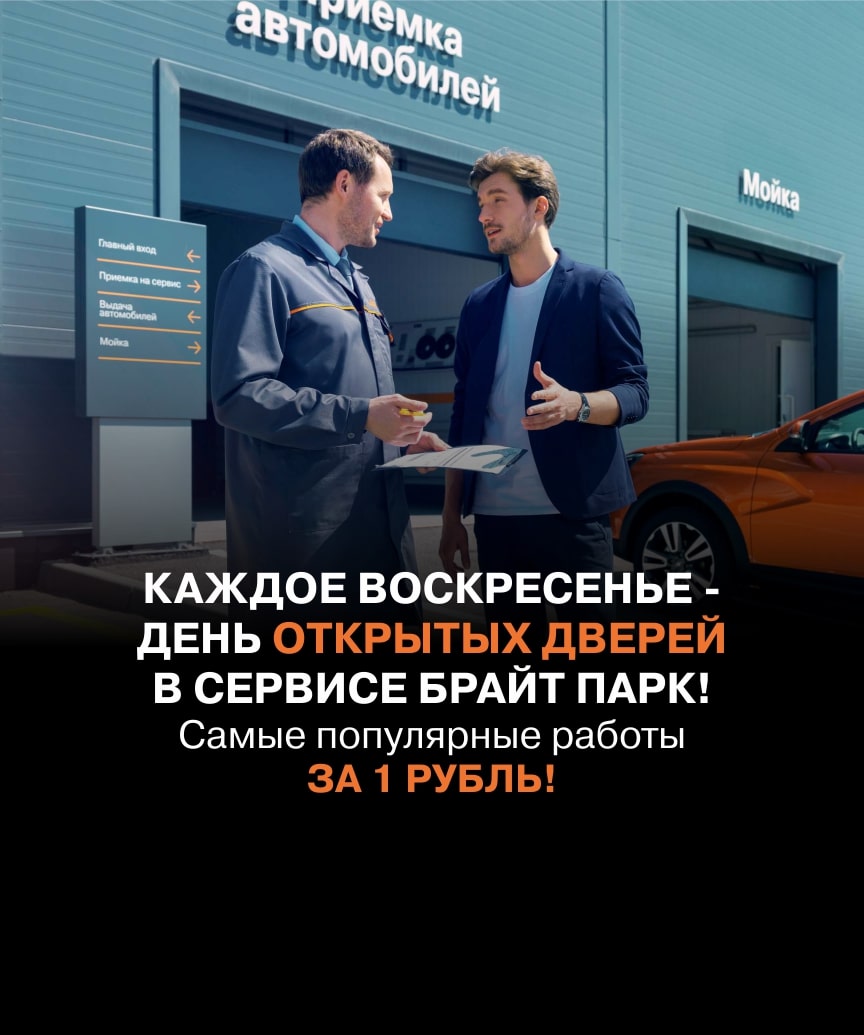 Приемка
автомобилей
Мойка
Главный вход
Приемка на сервис
Выдача
автомобилей
Мойка
КАЖДОЕ ВОСКРЕСЕНЬЕ -
ДЕНЬ ОТКРЫТЫХ ДВЕРЕЙ
В СЕРВИСЕ БРАЙТ ПАРК!
Самые популярные работы
ЗА 1 РУБЛЬ!